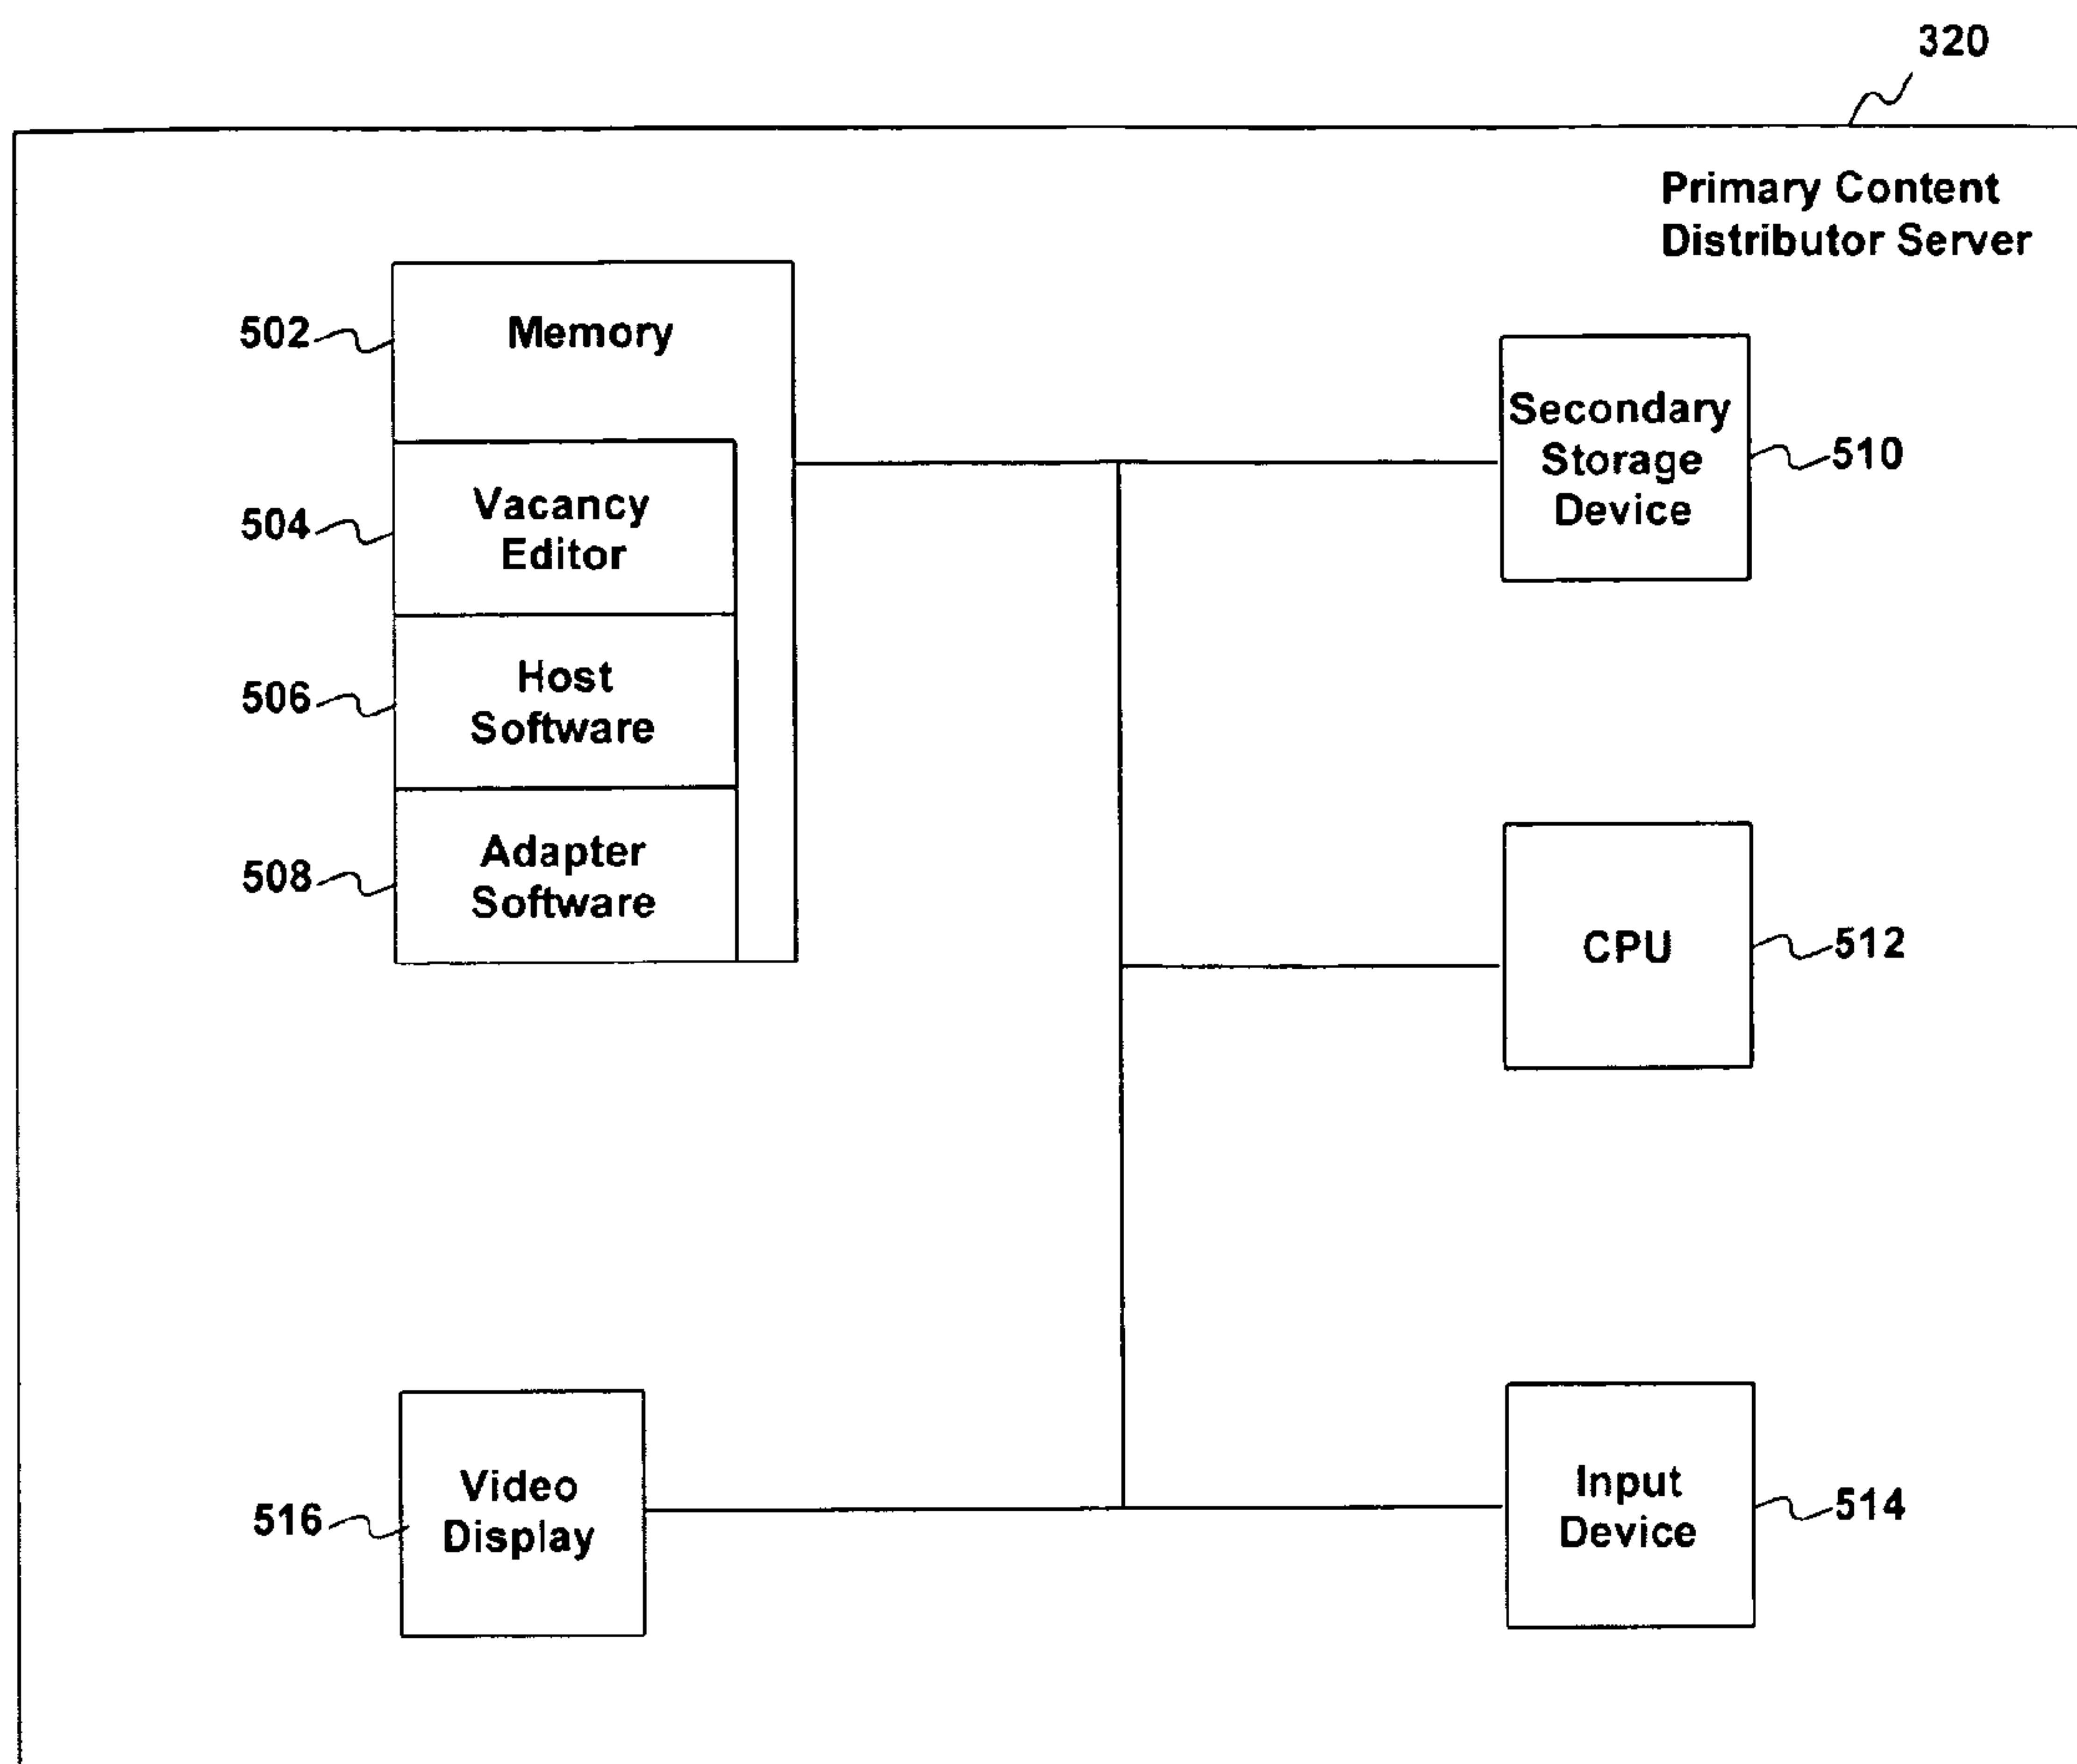 320
Primary Content
Distributor Server
502
Memory
Secondary
Storage
Device
510
504
Vacancy
Editor
506
Host
Software
508
Adapter
Software
CPU
512
516
Video
Display
Input
Device
514